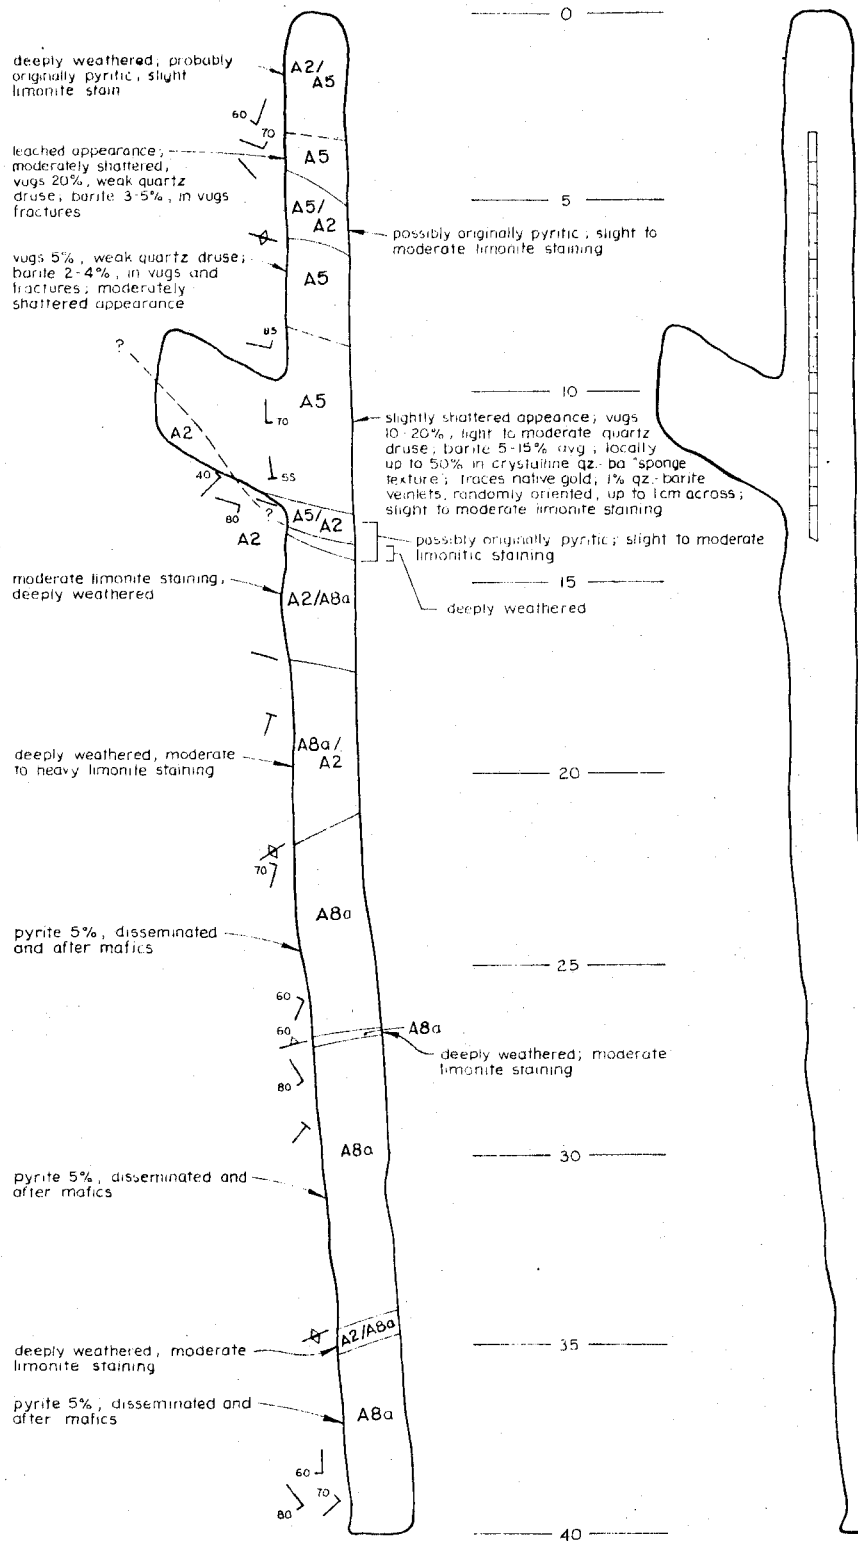 0
deeply weathered, probably
originally pyritic, slight
limonite stain
A2/
A5
60
70
leached appearance;
moderately shattered,
vugs 20%, weak quartz
druse; barite 3-5%, in vugs
fractures
A5
5
A5/
A2
possibly originally pyritic; slight to
moderate limonite staining
vugs 5%, weak quartz druse;
barite 2-4%, in vugs and
fractures; moderately
shattered appearance
A5
85
?
10
A5
70
A2
slightly shattered appeance; vugs
10-20%, light to moderate quartz
druse; barite 5-15% avg; locally
up to 50% in crystalline qz.-ba "sponge
texture"; traces native gold; 1% qz.-barite
veinlets, randomly oriented, up to 1cm across;
slight to moderate limonite staining
40
55
80
?
A5/
A2
A2
possibly originally pyritic; slight to moderate
limonitic staining
15
moderate limonite staining,
deeply weathered
A2/A8a
deeply weathered
A8a/
A2
deeply weathered, moderate
to heavy limonite staining
20
70
A8a
pyrite 5%, disseminated
and after mafics
25
60
60
A8a
deeply weathered; moderate
limonite staining
80
30
A8a
pyrite 5%, disseminated and
after mafics
A2/A8a
35
deeply weathered, moderate
limonite staining
pyrite 5%, disseminated and
after mafics
A8a
60
80
70
40